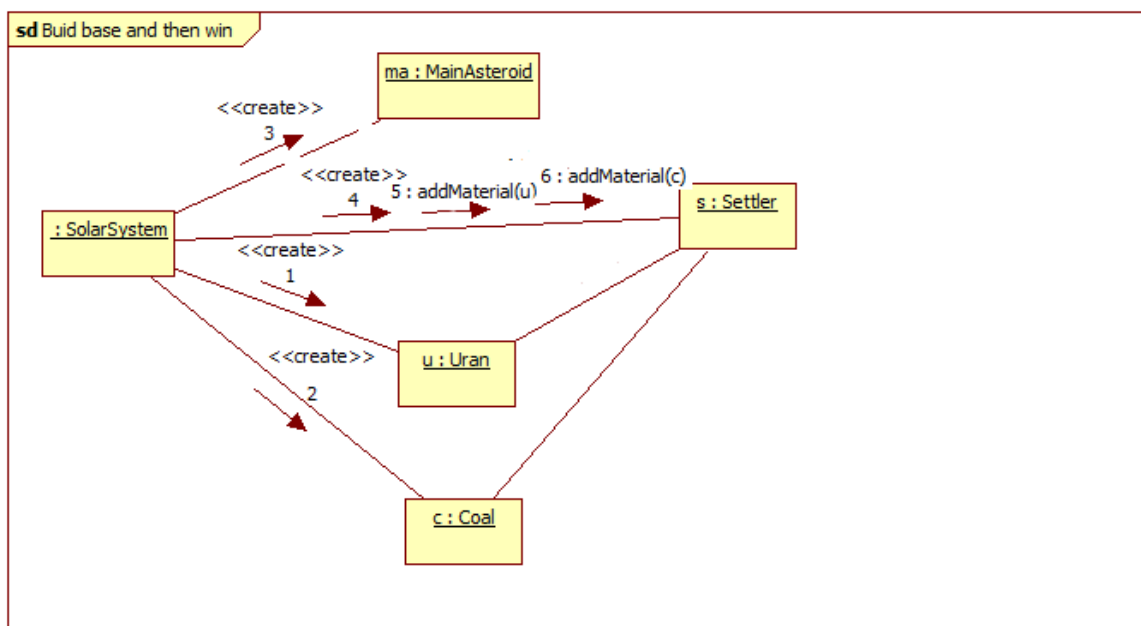 sd Buid base and then win
ma : MainAsteroid
<<create>>
3
<<create>>
4
5 : addMaterial(u)
6 : addMaterial(c)
s : Settler
: SolarSystem
<<create>>
1
u : Uran
<<create>>
2
c : Coal